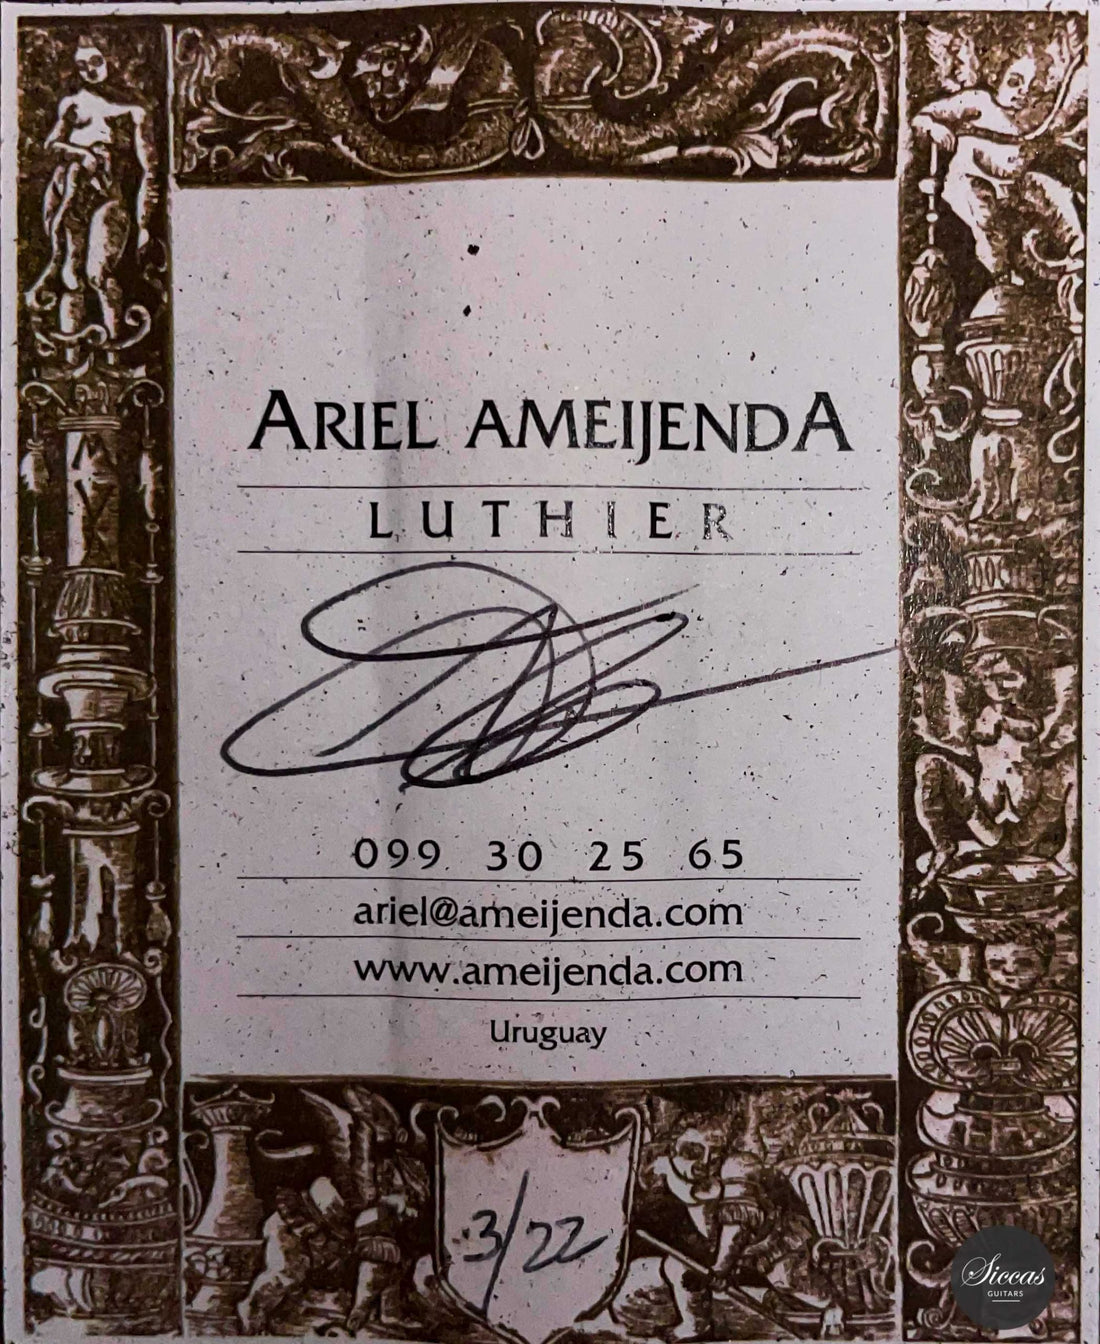 ARIEL AMEIJENDA
LUTHIER
099 30 25 65
ariel@ameijenda.com
www.ameijenda.com
Uruguay
3/22
Siccas
GUITARS